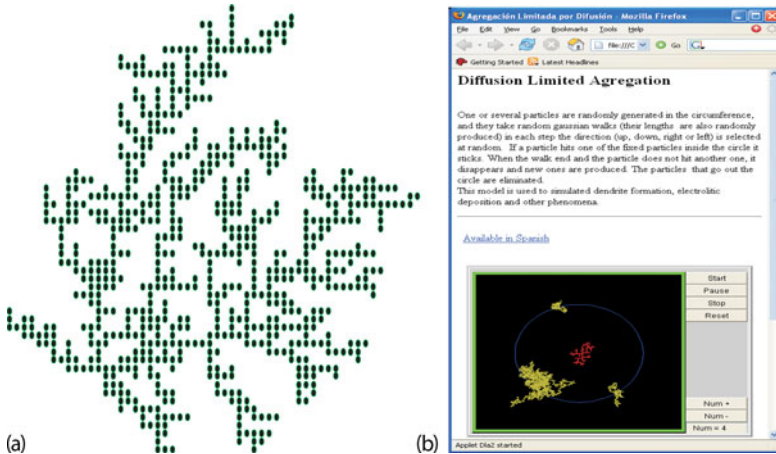 (a)
(b)
Agregación Limitada por Difusión - Mozilla Firefox
File Edit View Go Bookmarks Tools Help
file:///C Go
Getting Started Latest Headlines
Diffusion Limited Agregation
One or several particles are randomly generated in the circumference,
and they take random gaussian walks (their lengths are also randomly
produced) in each step the direction (up, down, right or left) is selected
at random. If a particle hits one of the fixed particles inside the circle it
sticks. When the walk end and the particle does not hit another one, it
disappears and new ones are produced. The particles that go out the
circle are eliminated.
This model is used to simulated dendrite formation, electrolitic
deposition and other phenomena.
Available in Spanish
Start
Pause
Stop
Reset
Num +
Num -
Num = 4
Applet Dla2 started